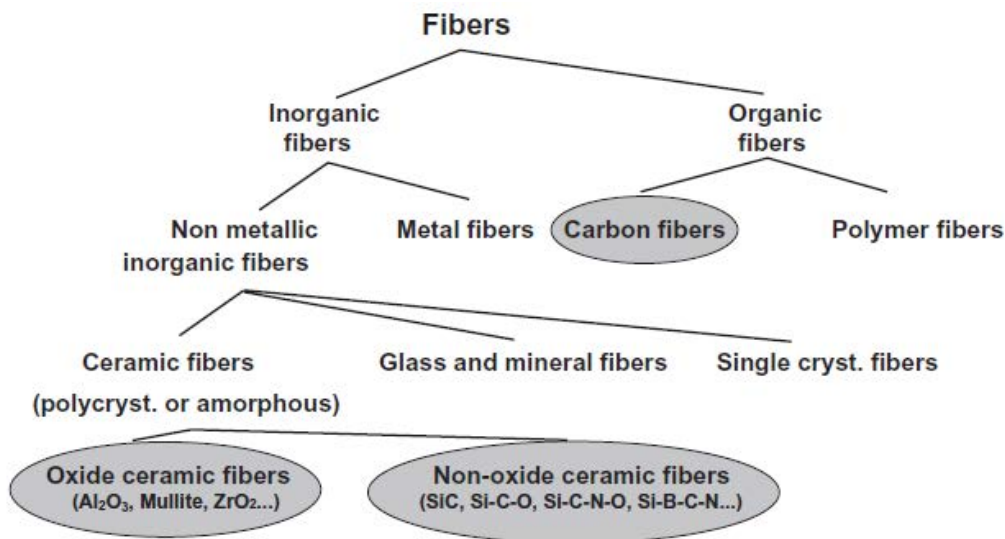 Fibers
Inorganic
fibers
Organic
fibers
Non metallic
inorganic fibers
Metal fibers
Carbon fibers
Polymer fibers
Ceramic fibers
(polycryst. or amorphous)
Glass and mineral fibers
Single cryst. fibers
Oxide ceramic fibers
(Al₂O₃, Mullite, ZrO₂...)
Non-oxide ceramic fibers
(SiC, Si-C-O, Si-C-N-O, Si-B-C-N...)